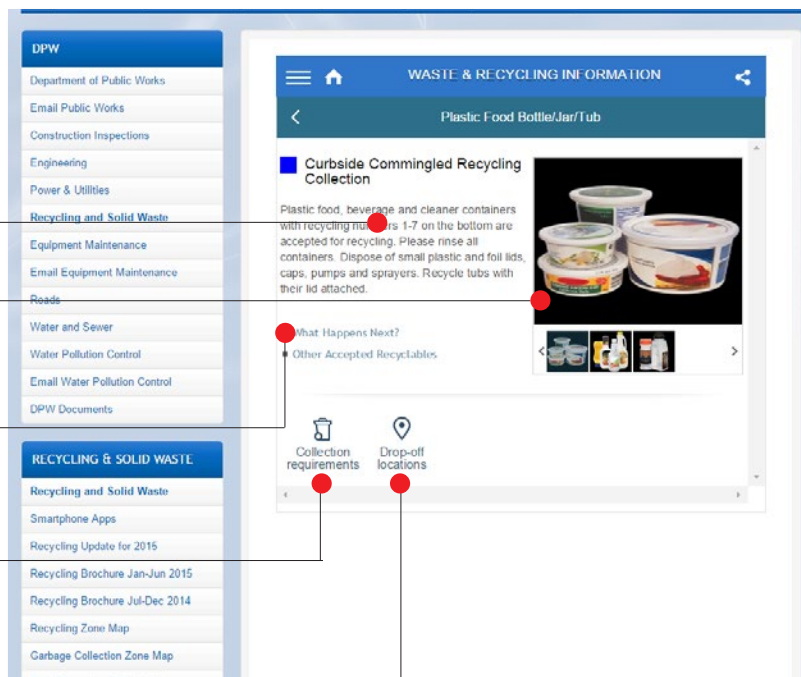 DPW
Department of Public Works
Email Public Works
Construction Inspections
Engineering
Power & Utilities
Recycling and Solid Waste
Equipment Maintenance
Email Equipment Maintenance
Roads
Water and Sewer
Water Pollution Control
Email Water Pollution Control
DPW Documents
RECYCLING & SOLID WASTE
Recycling and Solid Waste
Smartphone Apps
Recycling Update for 2015
Recycling Brochure Jan-Jun 2015
Recycling Brochure Jul-Dec 2014
Recycling Zone Map
Garbage Collection Zone Map
WASTE & RECYCLING INFORMATION
Plastic Food Bottle/Jar/Tub
Curbside Commingled Recycling
Collection
Plastic food, beverage and cleaner containers
with recycling numbers 1-7 on the bottom are
accepted for recycling. Please rinse all
containers. Dispose of small plastic and foil lids,
caps, pumps and sprayers. Recycle tubs with
their lid attached.
What Happens Next?
Other Accepted Recyclables
Collection
requirements
Drop-off
locations